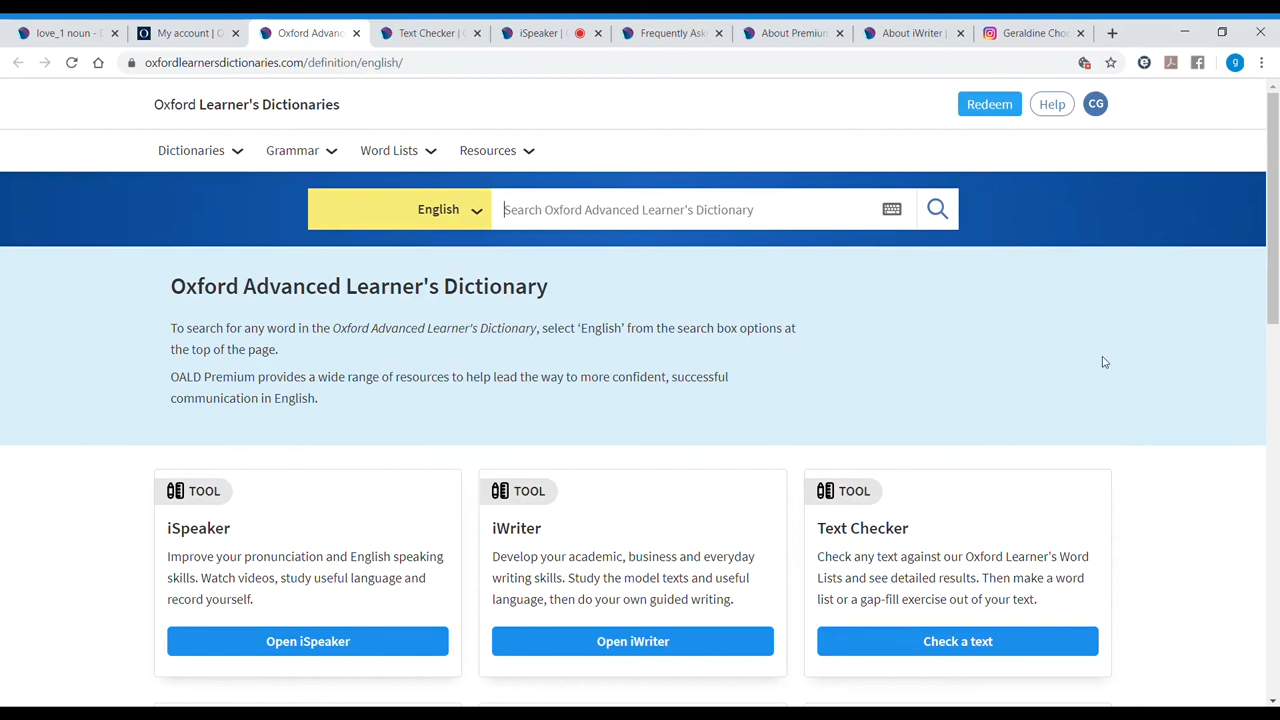 love_1 noun - D
My account | O
Oxford Advanc
Text Checker | O
iSpeaker | O
Frequently Aske
About Premium
About iWriter |
Geraldine Choc
oxfordlearnersdictionaries.com/definition/english/
g
Oxford Learner's Dictionaries
Redeem
Help
CG
Dictionaries
Grammar
Word Lists
Resources
English
Search Oxford Advanced Learner's Dictionary
Oxford Advanced Learner's Dictionary
To search for any word in the Oxford Advanced Learner's Dictionary, select ‘English’ from the search box options at
the top of the page.
OALD Premium provides a wide range of resources to help lead the way to more confident, successful
communication in English.
TOOL
iSpeaker
Improve your pronunciation and English speaking
skills. Watch videos, study useful language and
record yourself.
Open iSpeaker
TOOL
iWriter
Develop your academic, business and everyday
writing skills. Study the model texts and useful
language, then do your own guided writing.
Open iWriter
TOOL
Text Checker
Check any text against our Oxford Learner's Word
Lists and see detailed results. Then make a word
list or a gap-fill exercise out of your text.
Check a text